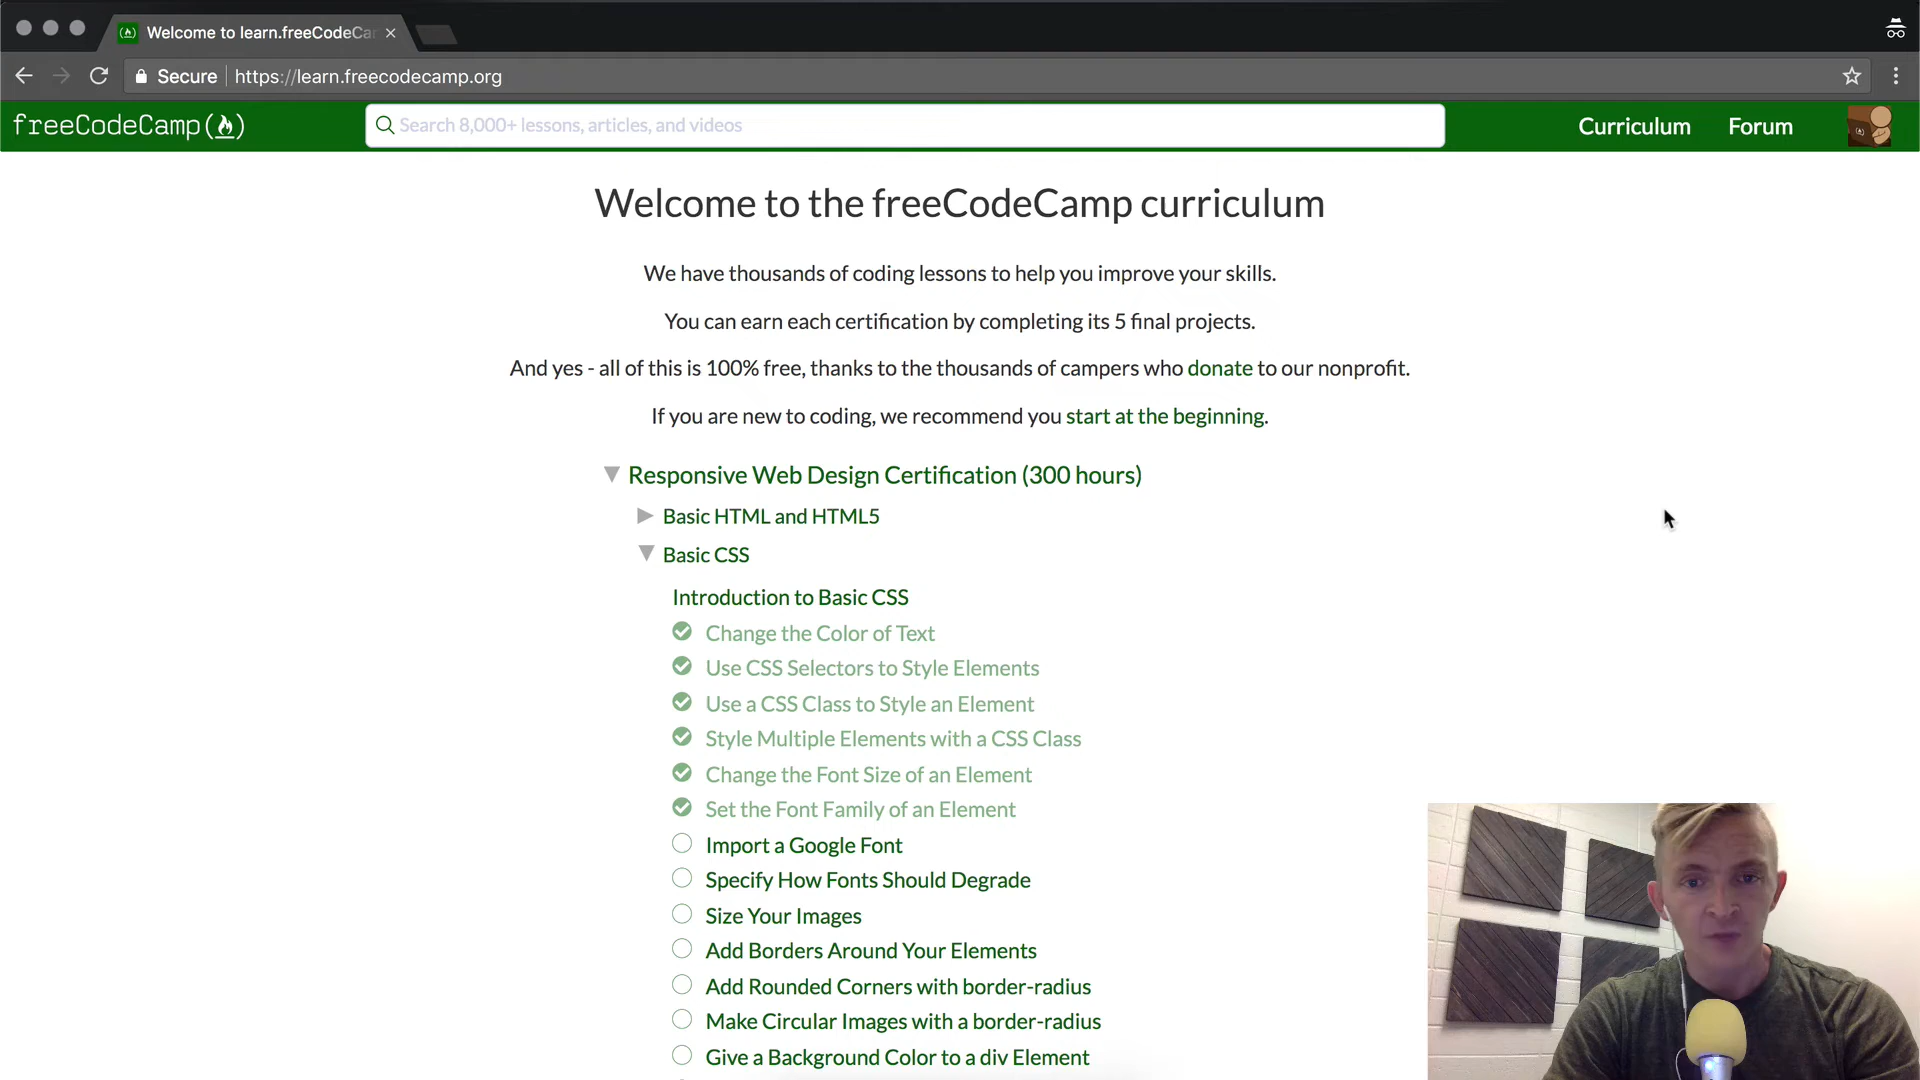 Welcome to learn.freeCodeCa
Secure https://learn.freecodecamp.org
freeCodeCamp
Search 8,000+ lessons, articles, and videos
Curriculum
Forum
Welcome to the freeCodeCamp curriculum
We have thousands of coding lessons to help you improve your skills.
You can earn each certification by completing its 5 final projects.
And yes - all of this is 100% free, thanks to the thousands of campers who donate to our nonprofit.
If you are new to coding, we recommend you start at the beginning.
Responsive Web Design Certification (300 hours)
Basic HTML and HTML5
Basic CSS
Introduction to Basic CSS
Change the Color of Text
Use CSS Selectors to Style Elements
Use a CSS Class to Style an Element
Style Multiple Elements with a CSS Class
Change the Font Size of an Element
Set the Font Family of an Element
Import a Google Font
Specify How Fonts Should Degrade
Size Your Images
Add Borders Around Your Elements
Add Rounded Corners with border-radius
Make Circular Images with a border-radius
Give a Background Color to a div Element